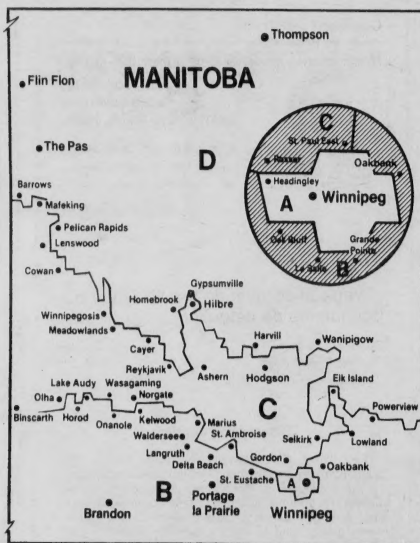 Thompson
Flin Flon
MANITOBA
The Pas
D
C
St. Paul East
Oakbank
Rosser
Headingley
A
Winnipeg
Oak Bluff
Grande
Pointe
La Salle
B
Barrows
Mafeking
Pelican Rapids
Lenswood
Cowan
Gypsumville
Homebrook
Hilbre
Winnipegosis
Meadowlands
Harvill
Wanipigow
Cayer
Reykjavik
Ashern
Hodgson
Elk Island
Lake Audy
Wasagaming
C
Olha
Norgate
Powerview
Binscarth
Horod
Kelwood
Marius
Onanole
Waldersee
St. Ambroise
Selkirk
Lowland
Langruth
Gordon
Delta Beach
Oakbank
B
St. Eustache
A
Portage
la Prairie
Winnipeg
Brandon